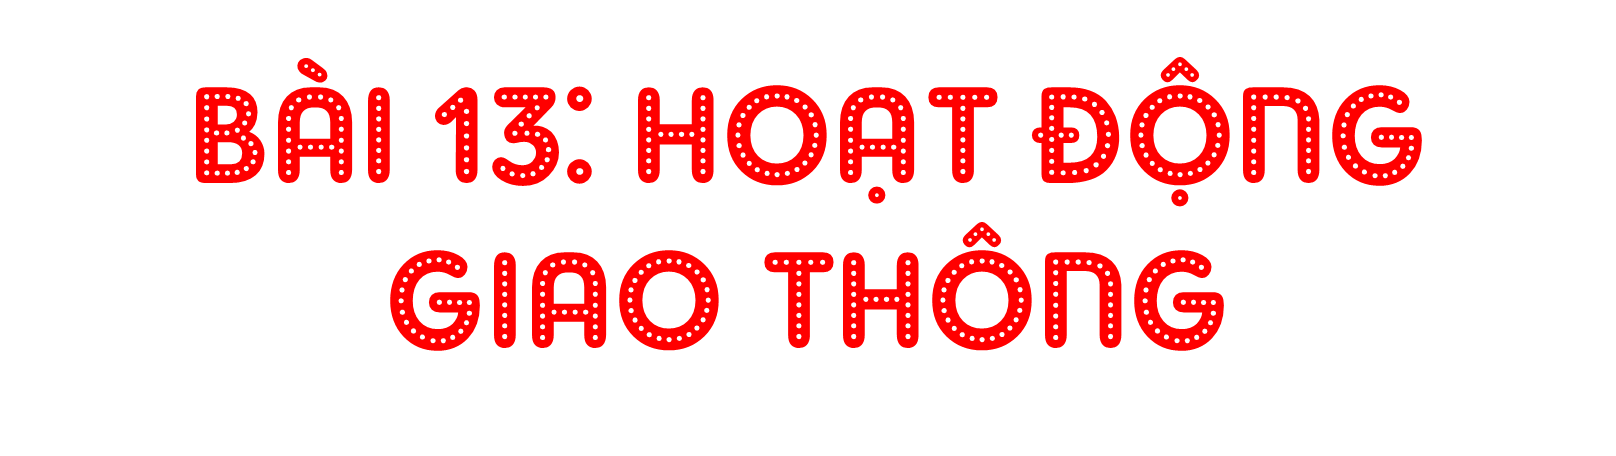 BÀI 13: HOẠT ĐỘNG
GIAO THÔNG